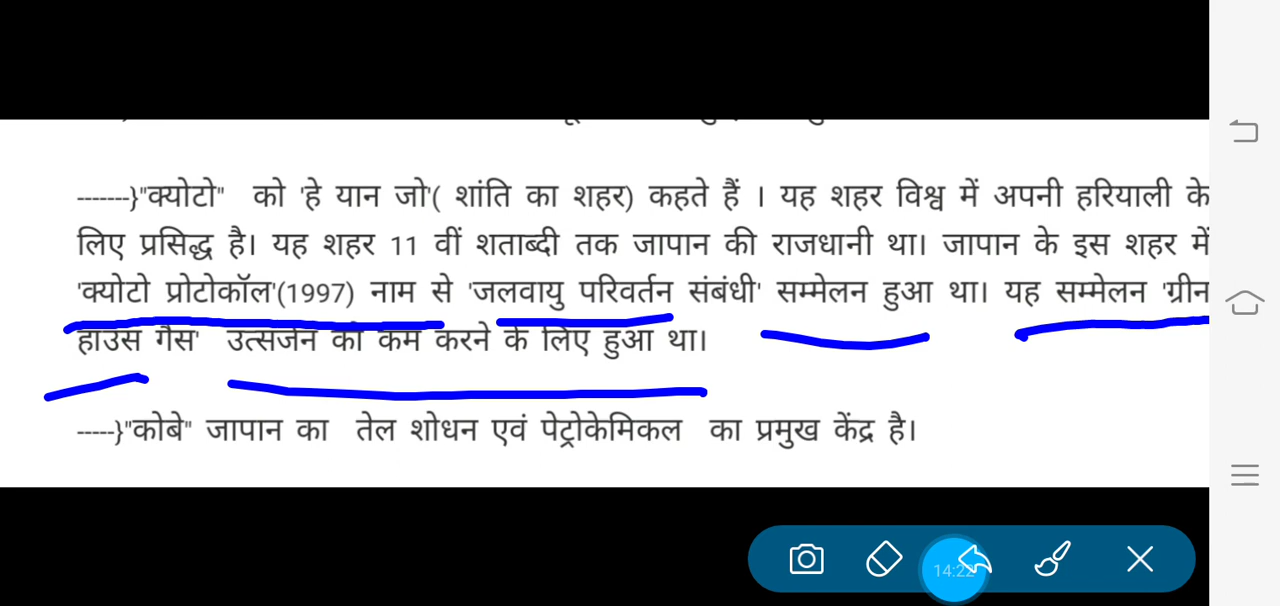 -------}"क्योटो" को 'हे यान जो'( शांति का शहर) कहते हैं । यह शहर विश्व में अपनी हरियाली के
लिए प्रसिद्ध है। यह शहर 11 वीं शताब्दी तक जापान की राजधानी था। जापान के इस शहर में
'क्योटो प्रोटोकॉल'(1997) नाम से 'जलवायु परिवर्तन संबंधी' सम्मेलन हुआ था। यह सम्मेलन 'ग्रीन
हाउस गैस' उत्सर्जन को कम करने के लिए हुआ था।
-----}"कोबे" जापान का तेल शोधन एवं पेट्रोकेमिकल का प्रमुख केंद्र है।
14:22